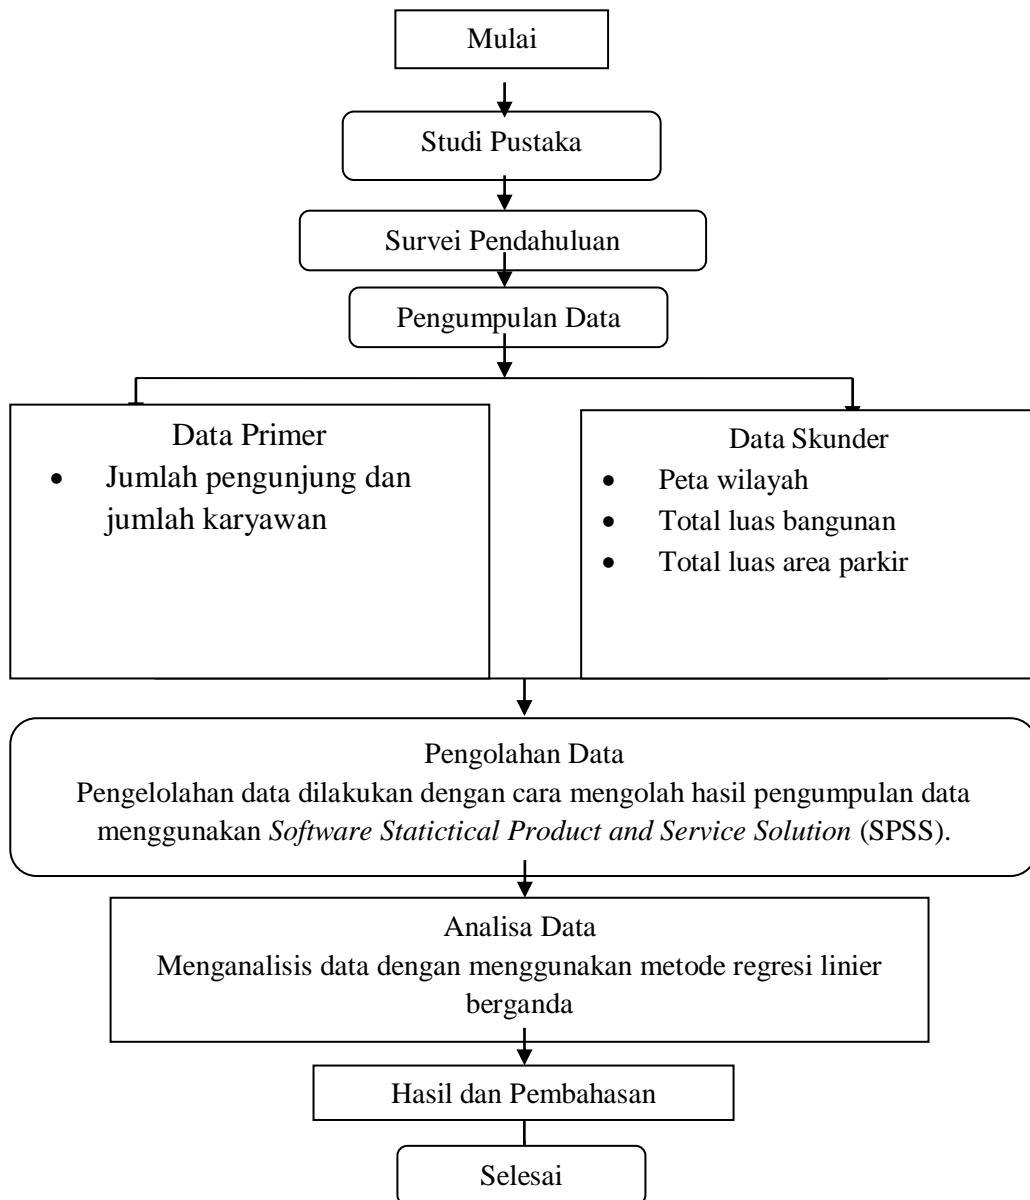 Mulai
Studi Pustaka
Survei Pendahuluan
Pengumpulan Data
Data Primer
• Jumlah pengunjung dan
jumlah karyawan
Data Skunder
• Peta wilayah
• Total luas bangunan
• Total luas area parkir
Pengolahan Data
Pengelolahan data dilakukan dengan cara mengolah hasil pengumpulan data
menggunakan Software Statictical Product and Service Solution (SPSS).
Analisa Data
Menganalisis data dengan menggunakan metode regresi linier
berganda
Hasil dan Pembahasan
Selesai